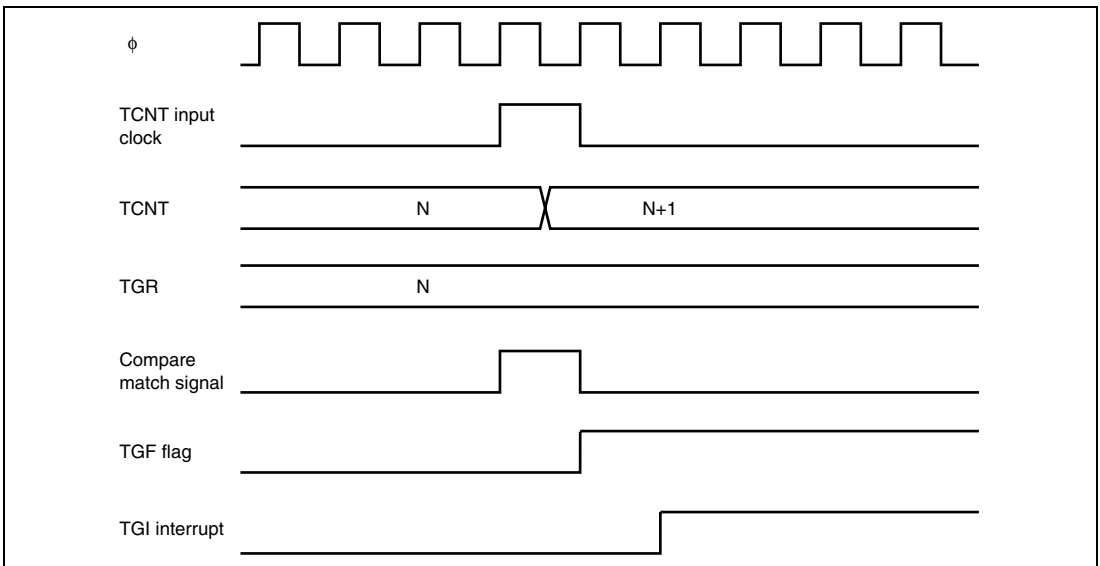 ϕ
TCNT input
clock
TCNT
N
N+1
TGR
N
Compare
match signal
TGF flag
TGI interrupt